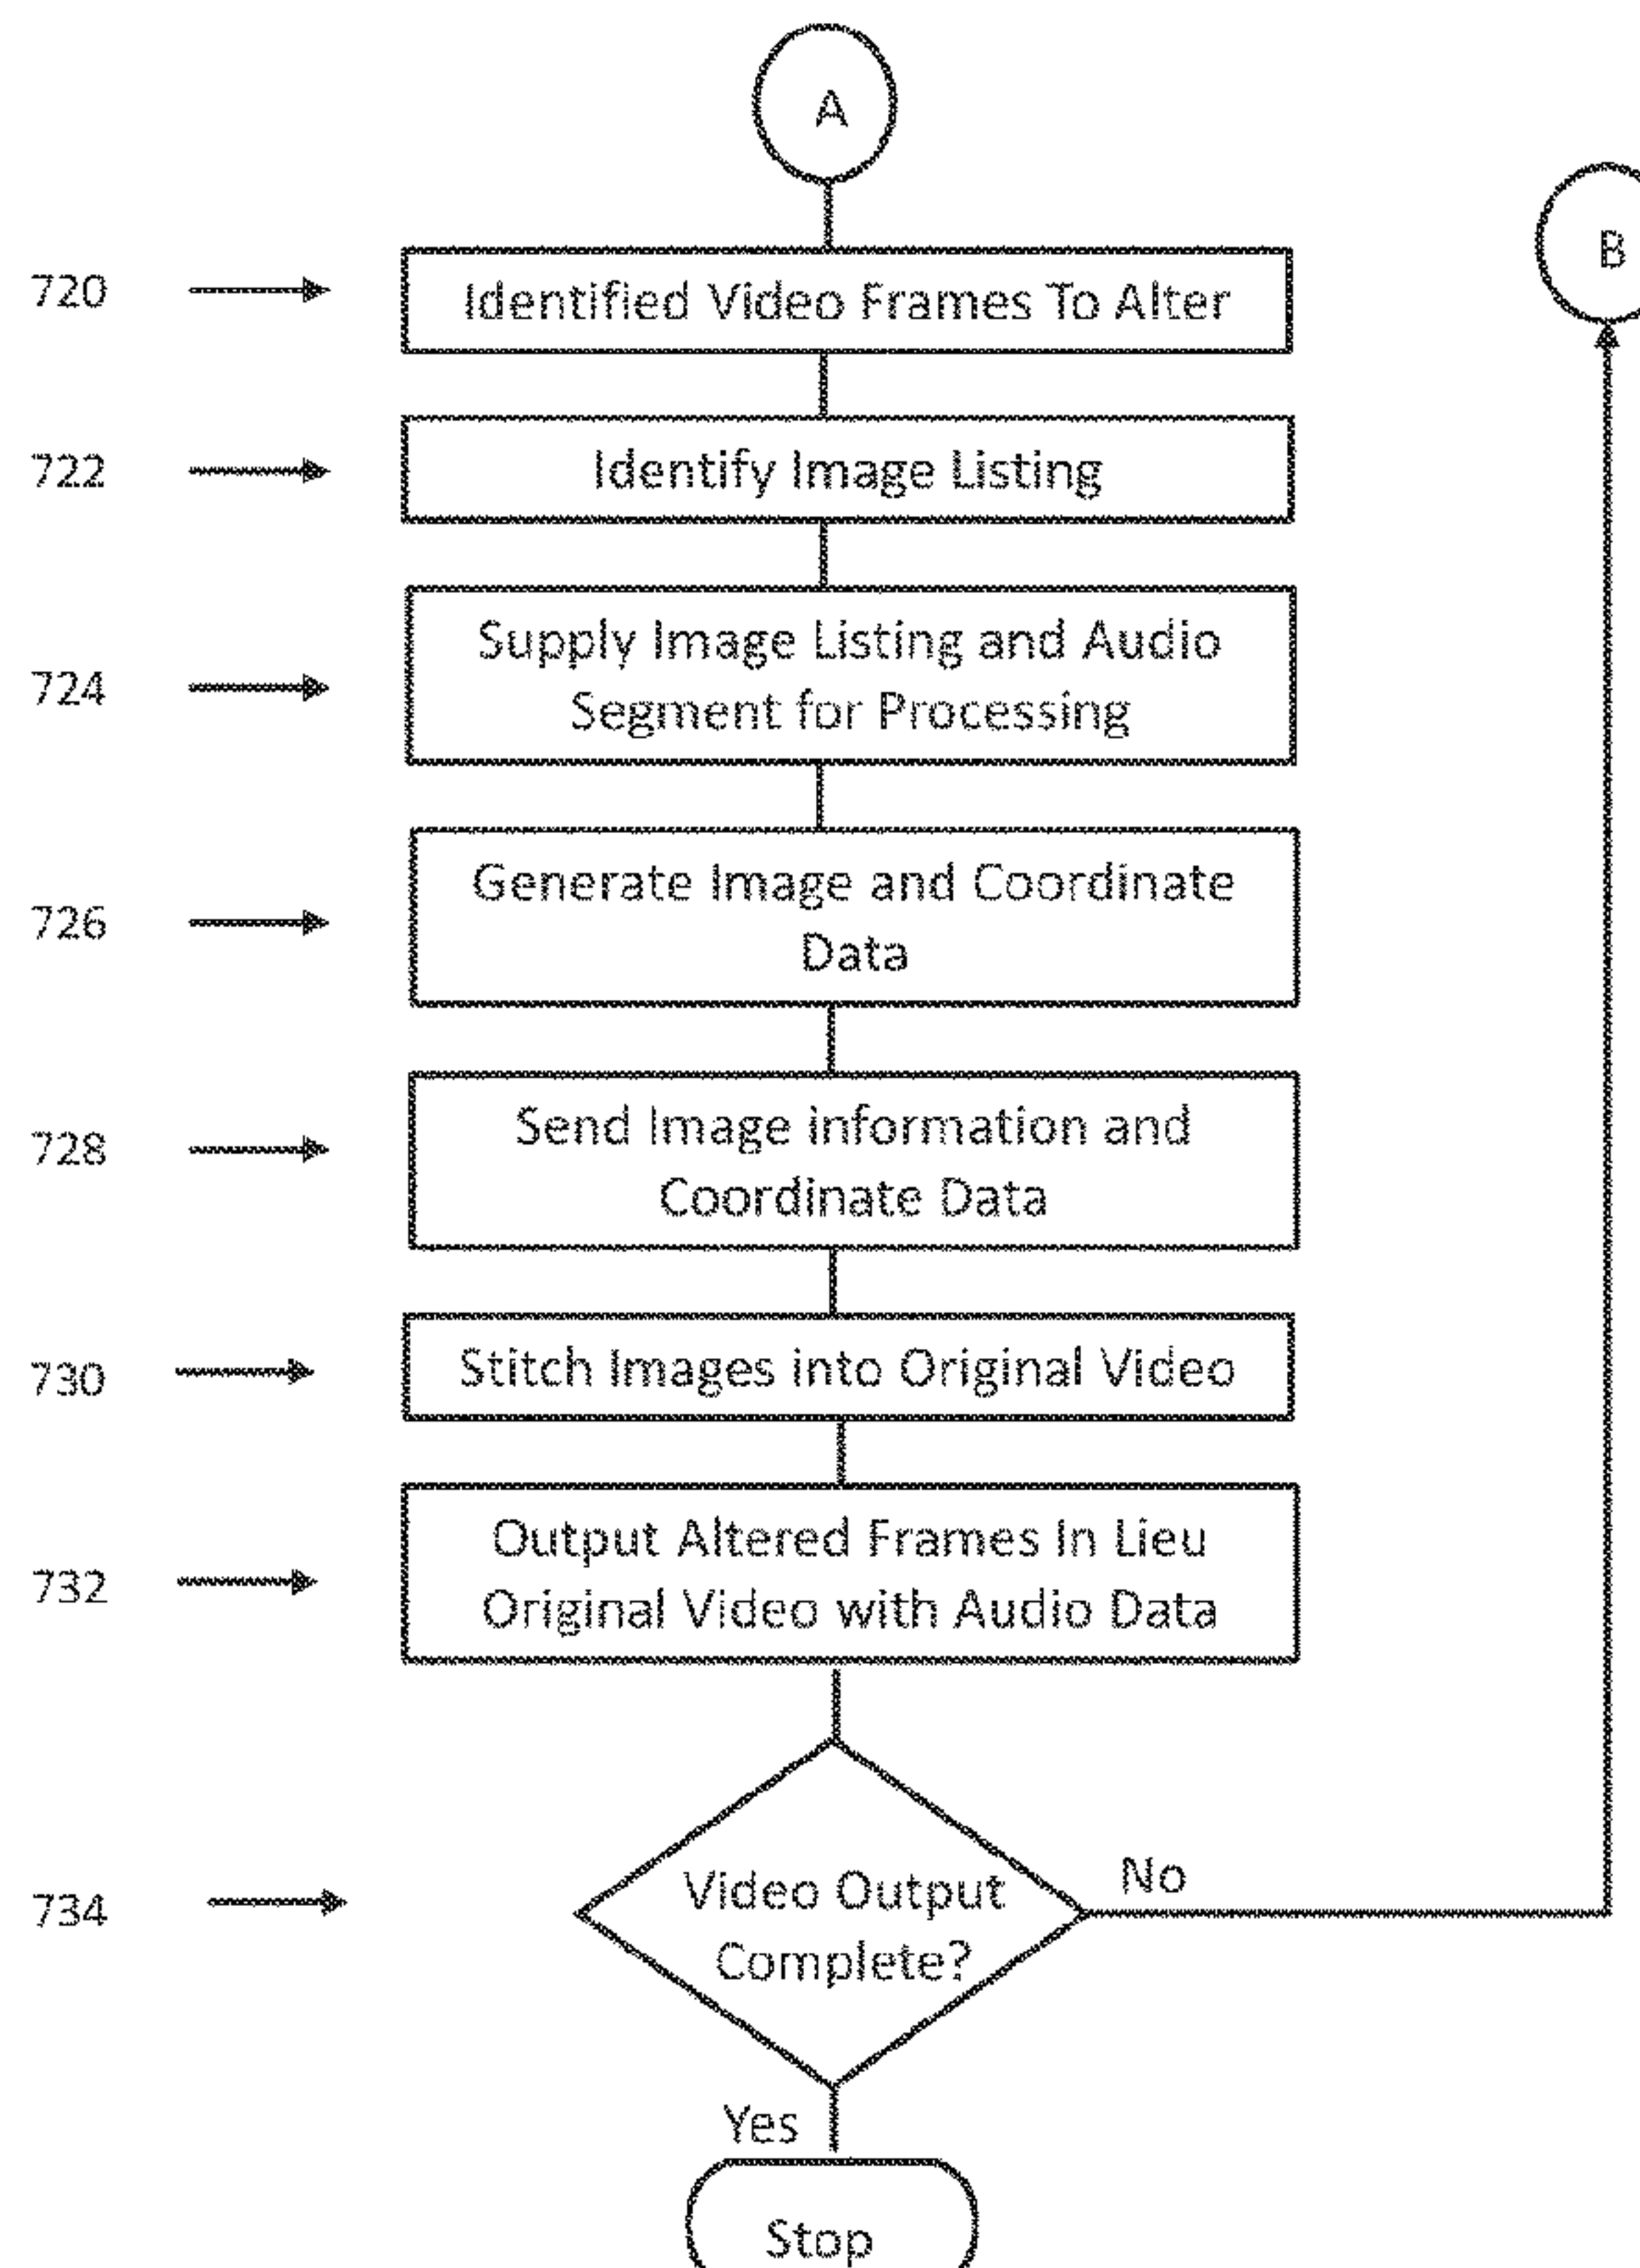 A
B
720
Identified Video Frames To Alter
722
Identify Image Listing
724
Supply Image Listing and Audio
Segment for Processing
726
Generate Image and Coordinate
Data
728
Send Image information and
Coordinate Data
730
Stitch Images into Original Video
732
Output Altered Frames In Lieu
Original Video with Audio Data
734
Video Output
Complete?
No
Yes
Stop